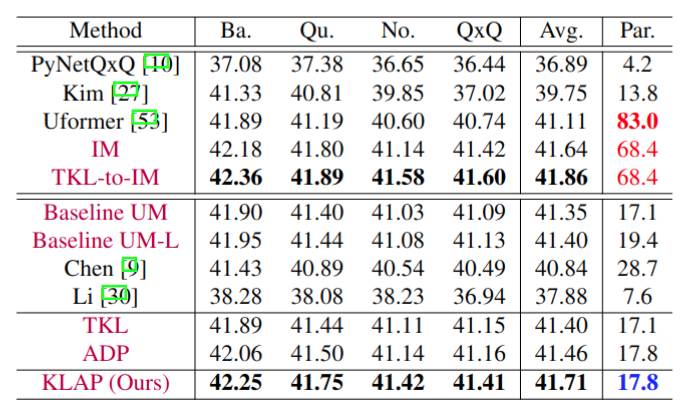 Method Ba. Qu. No. QxQ Avg. Par.
PyNetQxQ [10] 37.08 37.38 36.65 36.44 36.89 4.2
Kim [27] 41.33 40.81 39.85 37.02 39.75 13.8
Uformer [53] 41.89 41.19 40.60 40.74 41.11 83.0
IM 42.18 41.80 41.14 41.42 41.64 68.4
TKL-to-IM 42.36 41.89 41.58 41.60 41.86 68.4
Baseline UM 41.90 41.40 41.03 41.09 41.35 17.1
Baseline UM-L 41.95 41.44 41.08 41.13 41.40 19.4
Chen [9] 41.43 40.89 40.54 40.49 40.84 28.7
Li [30] 38.28 38.08 38.23 36.94 37.88 7.6
TKL 41.89 41.44 41.11 41.15 41.40 17.1
ADP 42.06 41.50 41.14 41.16 41.46 17.8
KLAP (Ours) 42.25 41.75 41.42 41.41 41.71 17.8